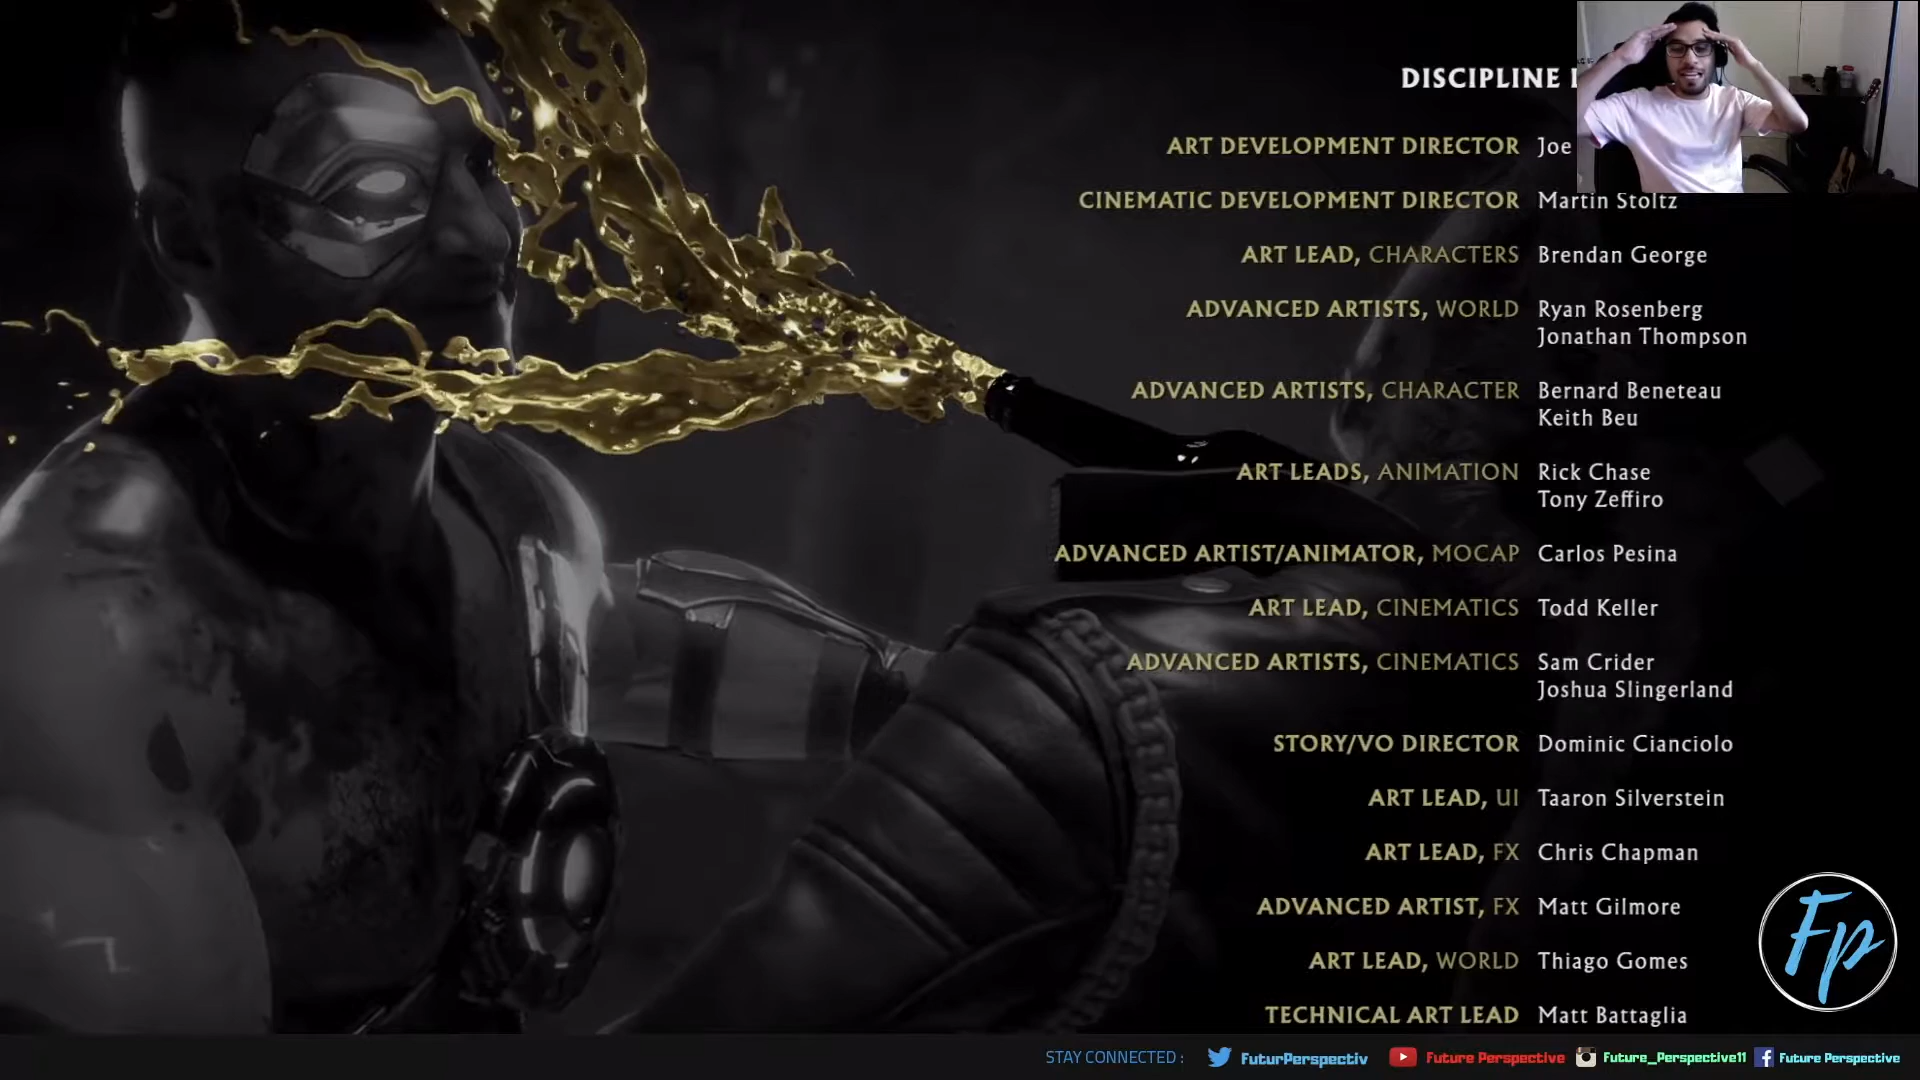 DISCIPLINE
ART DEVELOPMENT DIRECTOR Joe
CINEMATIC DEVELOPMENT DIRECTOR Martin Stoltz
ART LEAD, CHARACTERS Brendan George
ADVANCED ARTISTS, WORLD Ryan Rosenberg
Jonathan Thompson
ADVANCED ARTISTS, CHARACTER Bernard Beneteau
Keith Beu
ART LEADS, ANIMATION Rick Chase
Tony Zeffiro
ADVANCED ARTIST/ANIMATOR, MOCAP Carlos Pesina
ART LEAD, CINEMATICS Todd Keller
ADVANCED ARTISTS, CINEMATICS Sam Crider
Joshua Slingerland
STORY/VO DIRECTOR Dominic Cianciolo
ART LEAD, UI Taaron Silverstein
ART LEAD, FX Chris Chapman
ADVANCED ARTIST, FX Matt Gilmore
ART LEAD, WORLD Thiago Gomes
TECHNICAL ART LEAD Matt Battaglia
Fp
STAY CONNECTED : FuturPerspectiv Future Perspective Future_Perspective11 Future Perspective